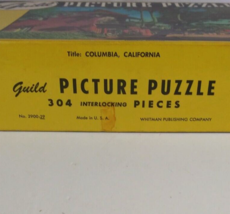 PICTURE PUZZLE
Title: COLUMBIA, CALIFORNIA
Guild PICTURE PUZZLE
304 INTERLOCKING PIECES
Made in U.S.A.
WHITMAN PUBLISHING COMPANY